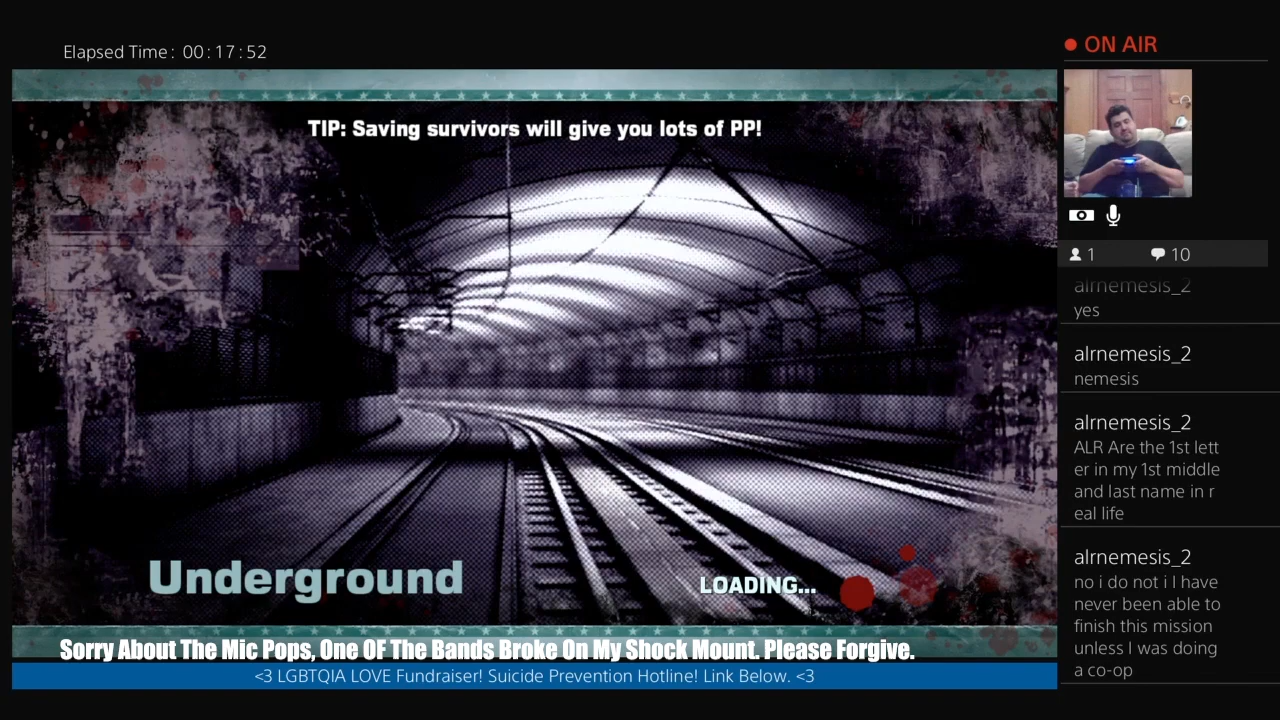 Elapsed Time: 00:17:52
ON AIR
TIP: Saving survivors will give you lots of PP!
1
10
alrnemesis_2
yes
alrnemesis_2
nemesis
alrnemesis_2
ALR Are the 1st lett
er in my 1st middle
and last name in r
eal life
alrnemesis_2
no i do not i I have
never been able to
finish this mission
unless I was doing
a co-op
Underground
LOADING...
Sorry About The Mic Pops, One OF The Bands Broke On My Shock Mount. Please Forgive.
<3 LGBTQIA LOVE Fundraiser! Suicide Prevention Hotline! Link Below. <3